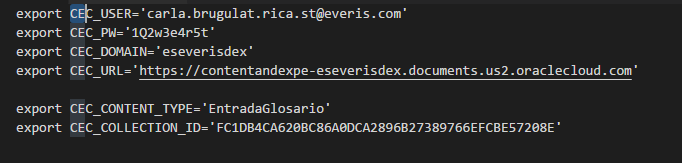 export CEC_USER='carla.brugulat.rica.st@everis.com'
export CEC_PW='1Q2w3e4r5t'
export CEC_DOMAIN='eseverisdex'
export CEC_URL='https://contentandexpe-eseverisdex.documents.us2.oraclecloud.com'
export CEC_CONTENT_TYPE='EntradaGlosario'
export CEC_COLLECTION_ID='FC1DB4CA620BC86A0DCA2896B27389766EFCBE57208E'